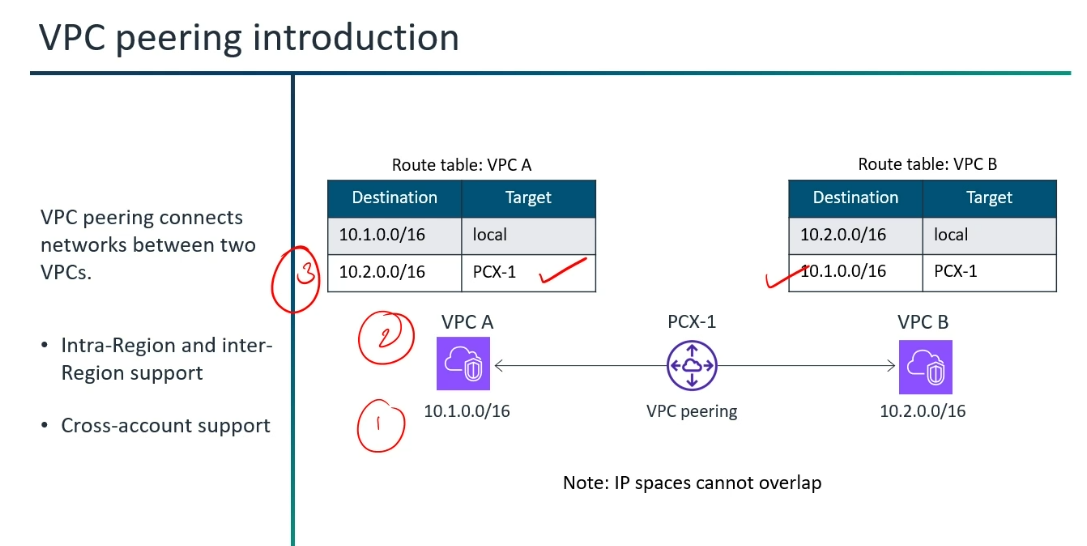 VPC peering introduction
VPC peering connects
networks between two
VPCs.
• Intra-Region and inter-
Region support
• Cross-account support
Route table: VPC A
Destination Target
10.1.0.0/16 local
10.2.0.0/16 PCX-1
Route table: VPC B
Destination Target
10.2.0.0/16 local
10.1.0.0/16 PCX-1
3
2
1
VPC A
10.1.0.0/16
PCX-1
VPC peering
VPC B
10.2.0.0/16
Note: IP spaces cannot overlap